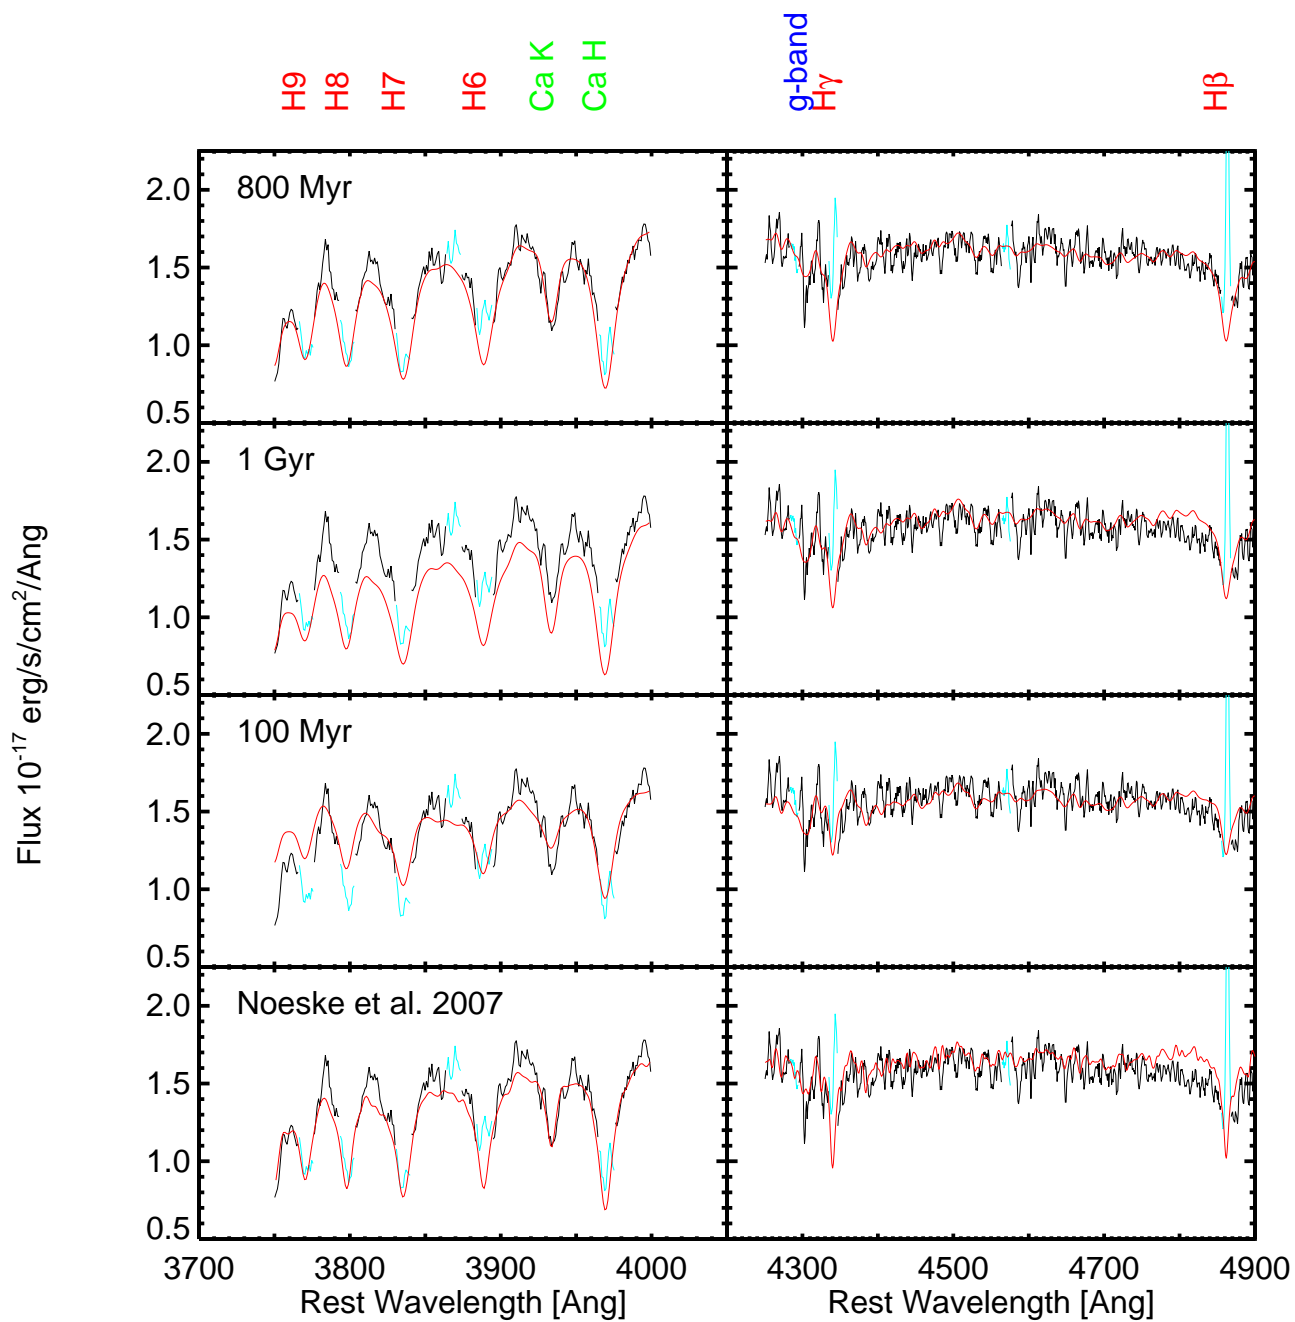 H9 H8 H7 H6 Ca K Ca H g-band Hγ Hβ
800 Myr
2.0
1.5
1.0
0.5
1 Gyr
2.0
1.5
1.0
0.5
100 Myr
2.0
1.5
1.0
0.5
Noeske et al. 2007
2.0
1.5
1.0
0.5
Flux 10⁻¹⁷ erg/s/cm²/Ang
3700 3800 3900 4000 4300 4500 4700 4900
Rest Wavelength [Ang] Rest Wavelength [Ang]